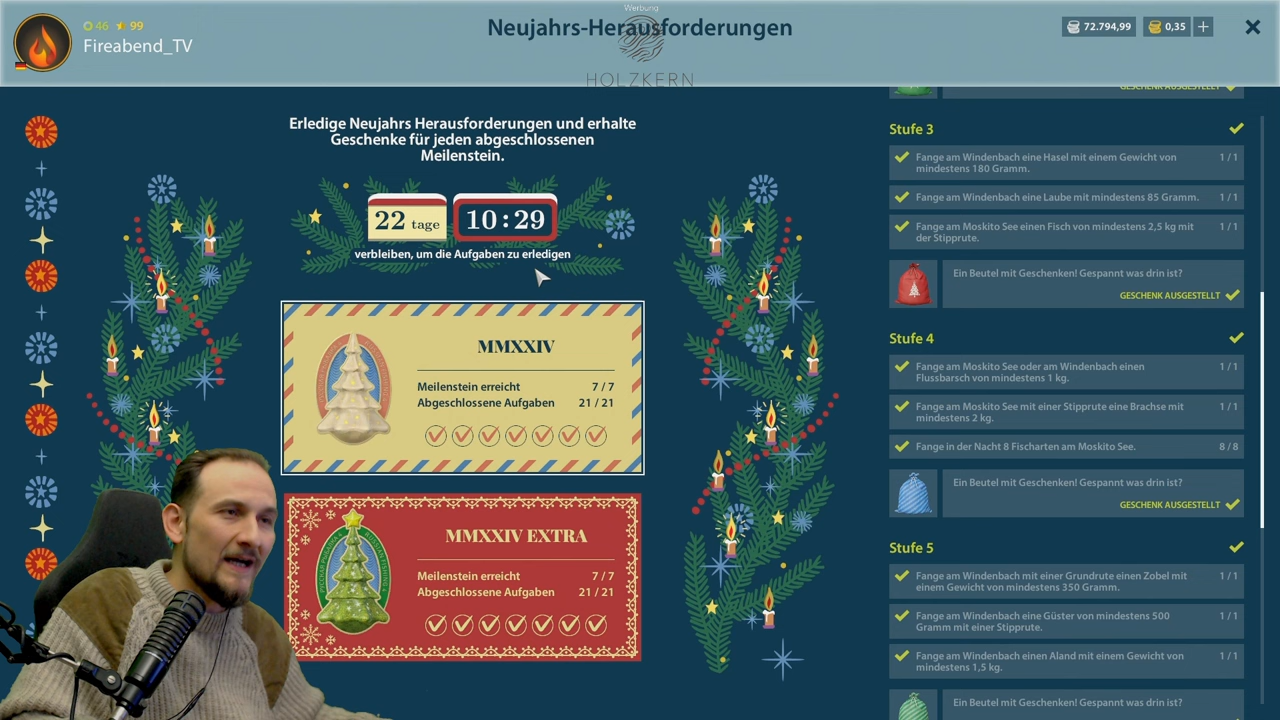 Werbung
46 99
Fireabend_TV
Neujahrs-Herausforderungen
HOLZKERN
72.794,99
0,35
Erledige Neujahrs Herausforderungen und erhalte
Geschenke für jeden abgeschlossenen
Meilenstein.
22 tage
10:29
verbleiben, um die Aufgaben zu erledigen
MMXXIV
Meilenstein erreicht 7 / 7
Abgeschlossene Aufgaben 21 / 21
MMXXIV EXTRA
Meilenstein erreicht 7 / 7
Abgeschlossene Aufgaben 21 / 21
GESCHENK AUSGESTELLT
Stufe 3
Fange am Windenbach eine Hasel mit einem Gewicht von
mindestens 180 Gramm.
1 / 1
Fange am Windenbach eine Laube mit mindestens 85 Gramm.
1 / 1
Fange am Moskito See einen Fisch von mindestens 2,5 kg mit
der Stipprute.
1 / 1
Ein Beutel mit Geschenken! Gespannt was drin ist?
GESCHENK AUSGESTELLT
Stufe 4
Fange am Moskito See oder am Windenbach einen
Flussbarsch von mindestens 1 kg.
1 / 1
Fange am Moskito See mit einer Stipprute eine Brachse mit
mindestens 2 kg.
1 / 1
Fange in der Nacht 8 Fischarten am Moskito See.
8 / 8
Ein Beutel mit Geschenken! Gespannt was drin ist?
GESCHENK AUSGESTELLT
Stufe 5
Fange am Windenbach mit einer Grundrute einen Zobel mit
einem Gewicht von mindestens 350 Gramm.
1 / 1
Fange am Windenbach eine Güster von mindestens 500
Gramm mit einer Stipprute.
1 / 1
Fange am Windenbach einen Aland mit einem Gewicht von
mindestens 1,5 kg.
1 / 1
Ein Beutel mit Geschenken! Gespannt was drin ist?